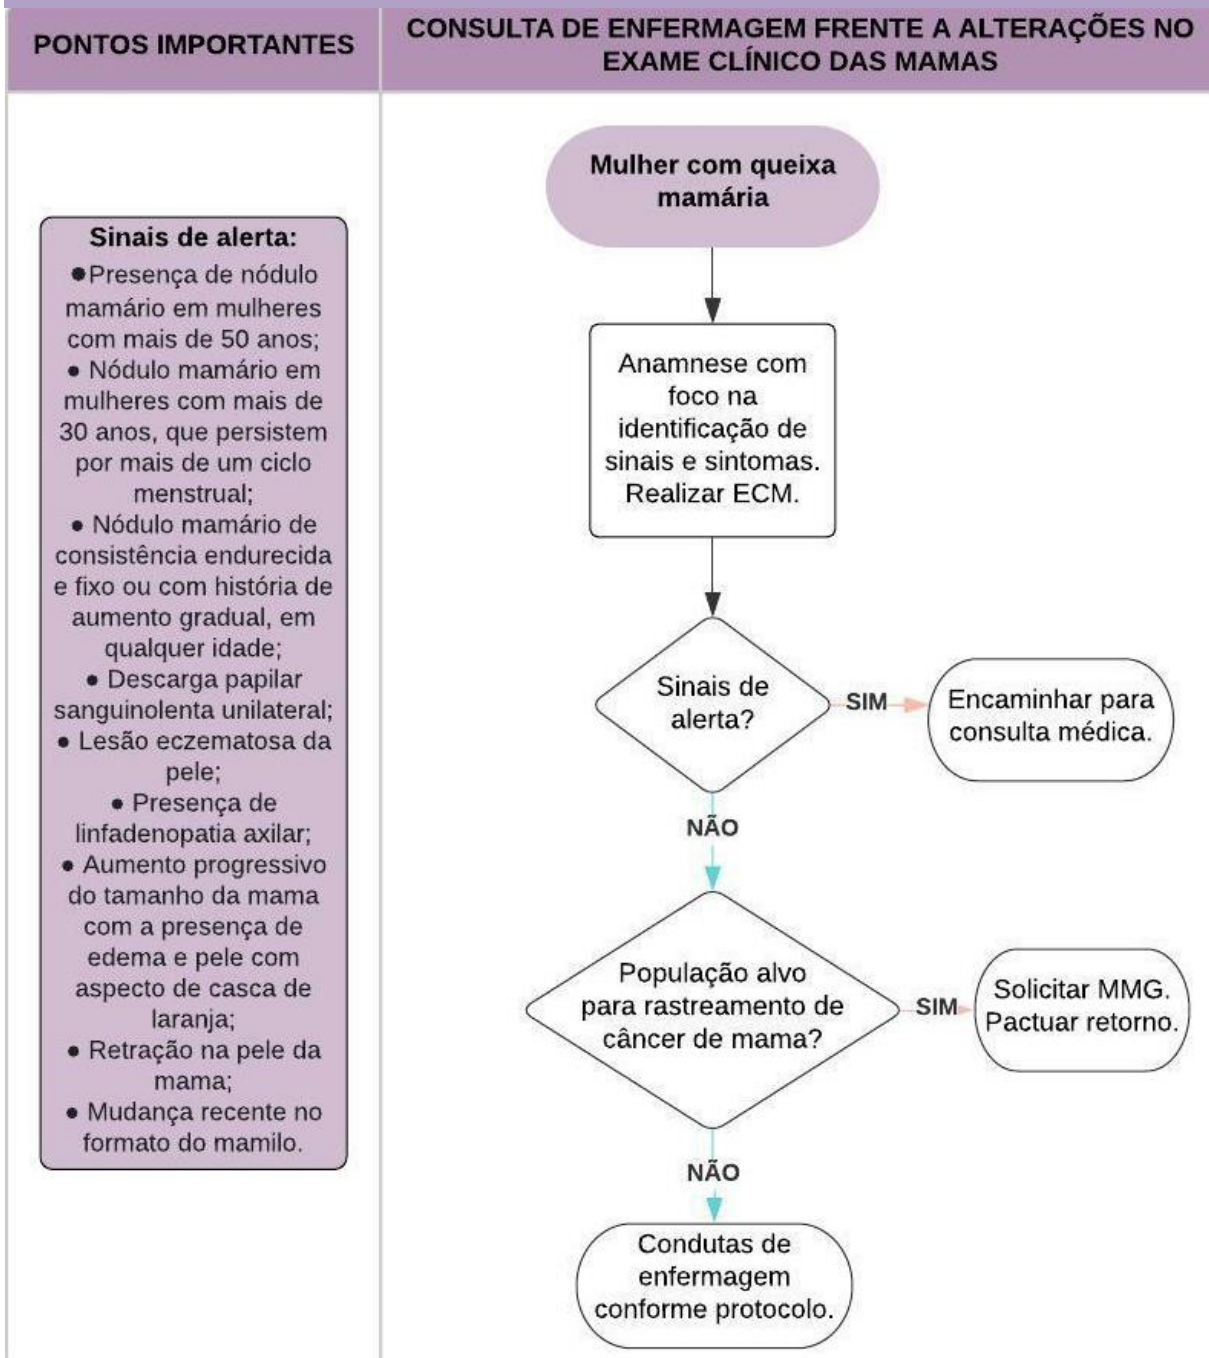 PONTOS IMPORTANTES
CONSULTA DE ENFERMAGEM FRENTE A ALTERAÇÕES NO
EXAME CLÍNICO DAS MAMAS
Sinais de alerta:
●Presença de nódulo
mamário em mulheres
com mais de 50 anos;
● Nódulo mamário em
mulheres com mais de
30 anos, que persistem
por mais de um ciclo
menstrual;
● Nódulo mamário de
consistência endurecida
e fixo ou com história de
aumento gradual, em
qualquer idade;
● Descarga papilar
sanguinolenta unilateral;
● Lesão eczematosa da
pele;
● Presença de
linfadenopatia axilar;
● Aumento progressivo
do tamanho da mama
com a presença de
edema e pele com
aspecto de casca de
laranja;
● Retração na pele da
mama;
● Mudança recente no
formato do mamilo.
Mulher com queixa
mamária
Anamnese com
foco na
identificação de
sinais e sintomas.
Realizar ECM.
Sinais de
alerta?
SIM
Encaminhar para
consulta médica.
NÃO
População alvo
para rastreamento de
câncer de mama?
SIM
Solicitar MMG.
Pactuar retorno.
NÃO
Condutas de
enfermagem
conforme protocolo.